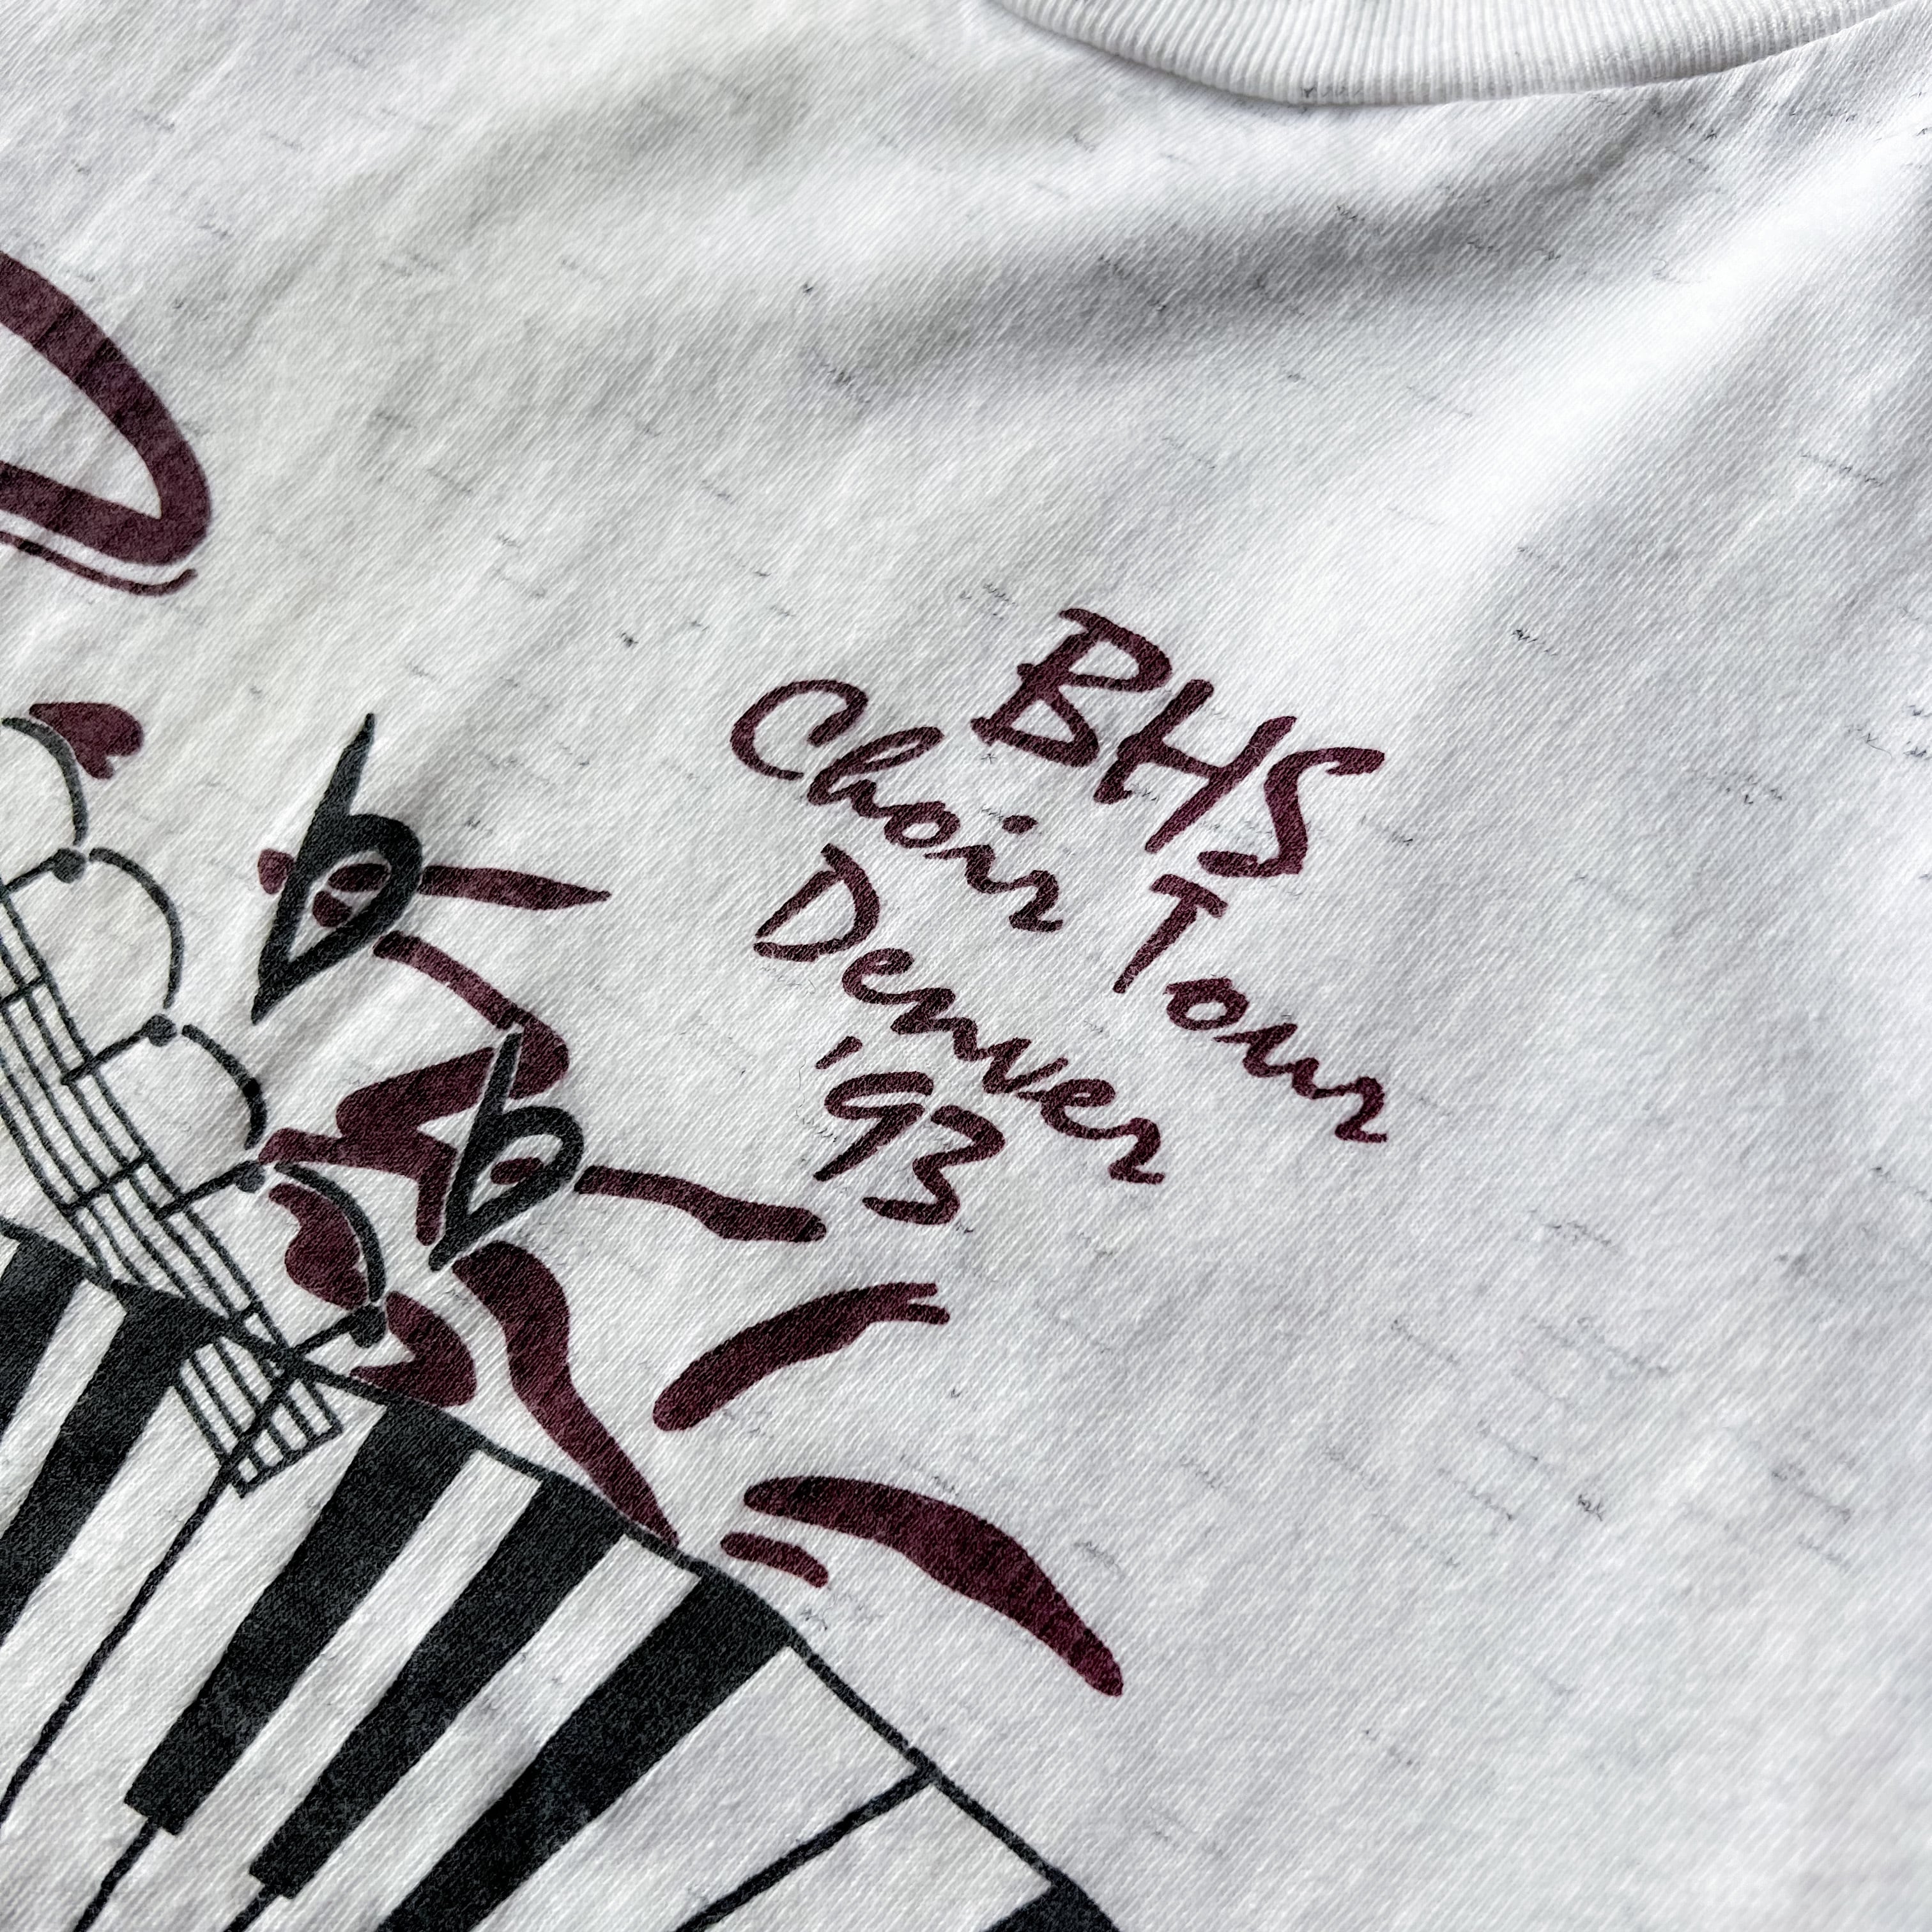 BHS
Choir Tour
Denver
'93